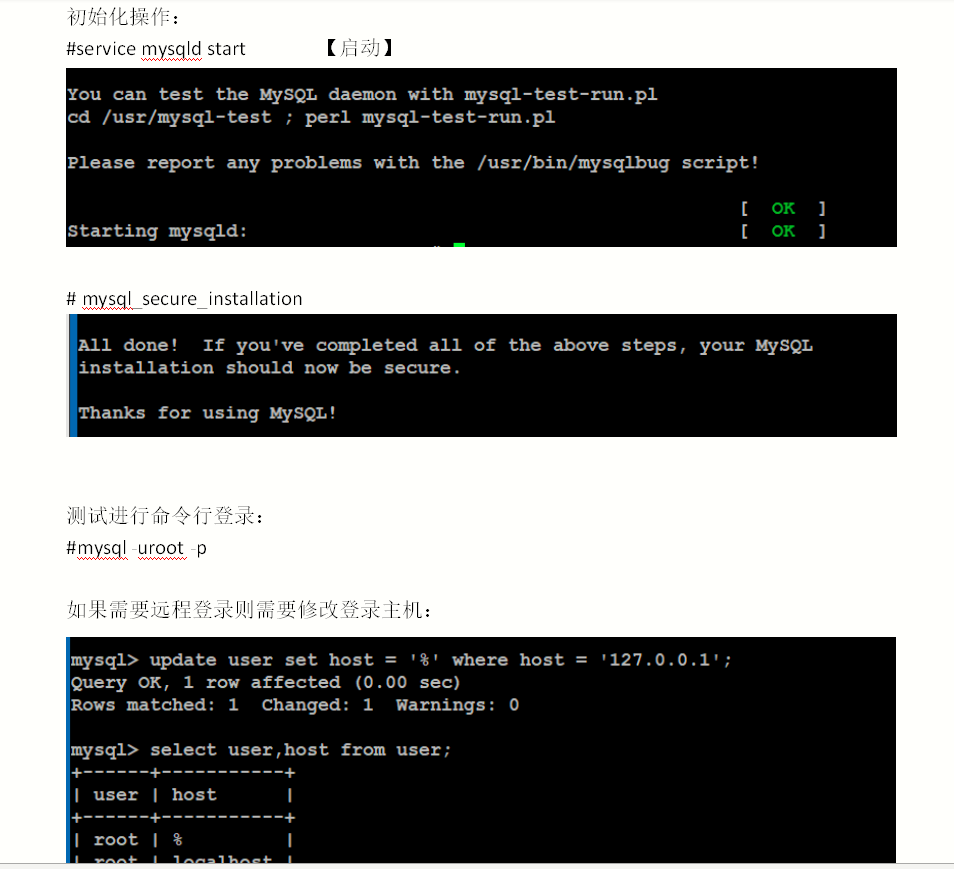 初始化操作：
#service mysqld start 【启动】
You can test the MySQL daemon with mysql-test-run.pl
cd /usr/mysql-test ; perl mysql-test-run.pl
Please report any problems with the /usr/bin/mysqlbug script!
[  OK  ]
Starting mysqld: [  OK  ]
# mysql_secure_installation
All done!  If you've completed all of the above steps, your MySQL
installation should now be secure.
Thanks for using MySQL!
测试进行命令行登录：
#mysql -uroot -p
如果需要远程登录则需要修改登录主机：
mysql> update user set host = '%' where host = '127.0.0.1';
Query OK, 1 row affected (0.00 sec)
Rows matched: 1  Changed: 1  Warnings: 0
mysql> select user,host from user;
+------+-----------+
| user | host      |
+------+-----------+
| root | %         |
| root | localhost |